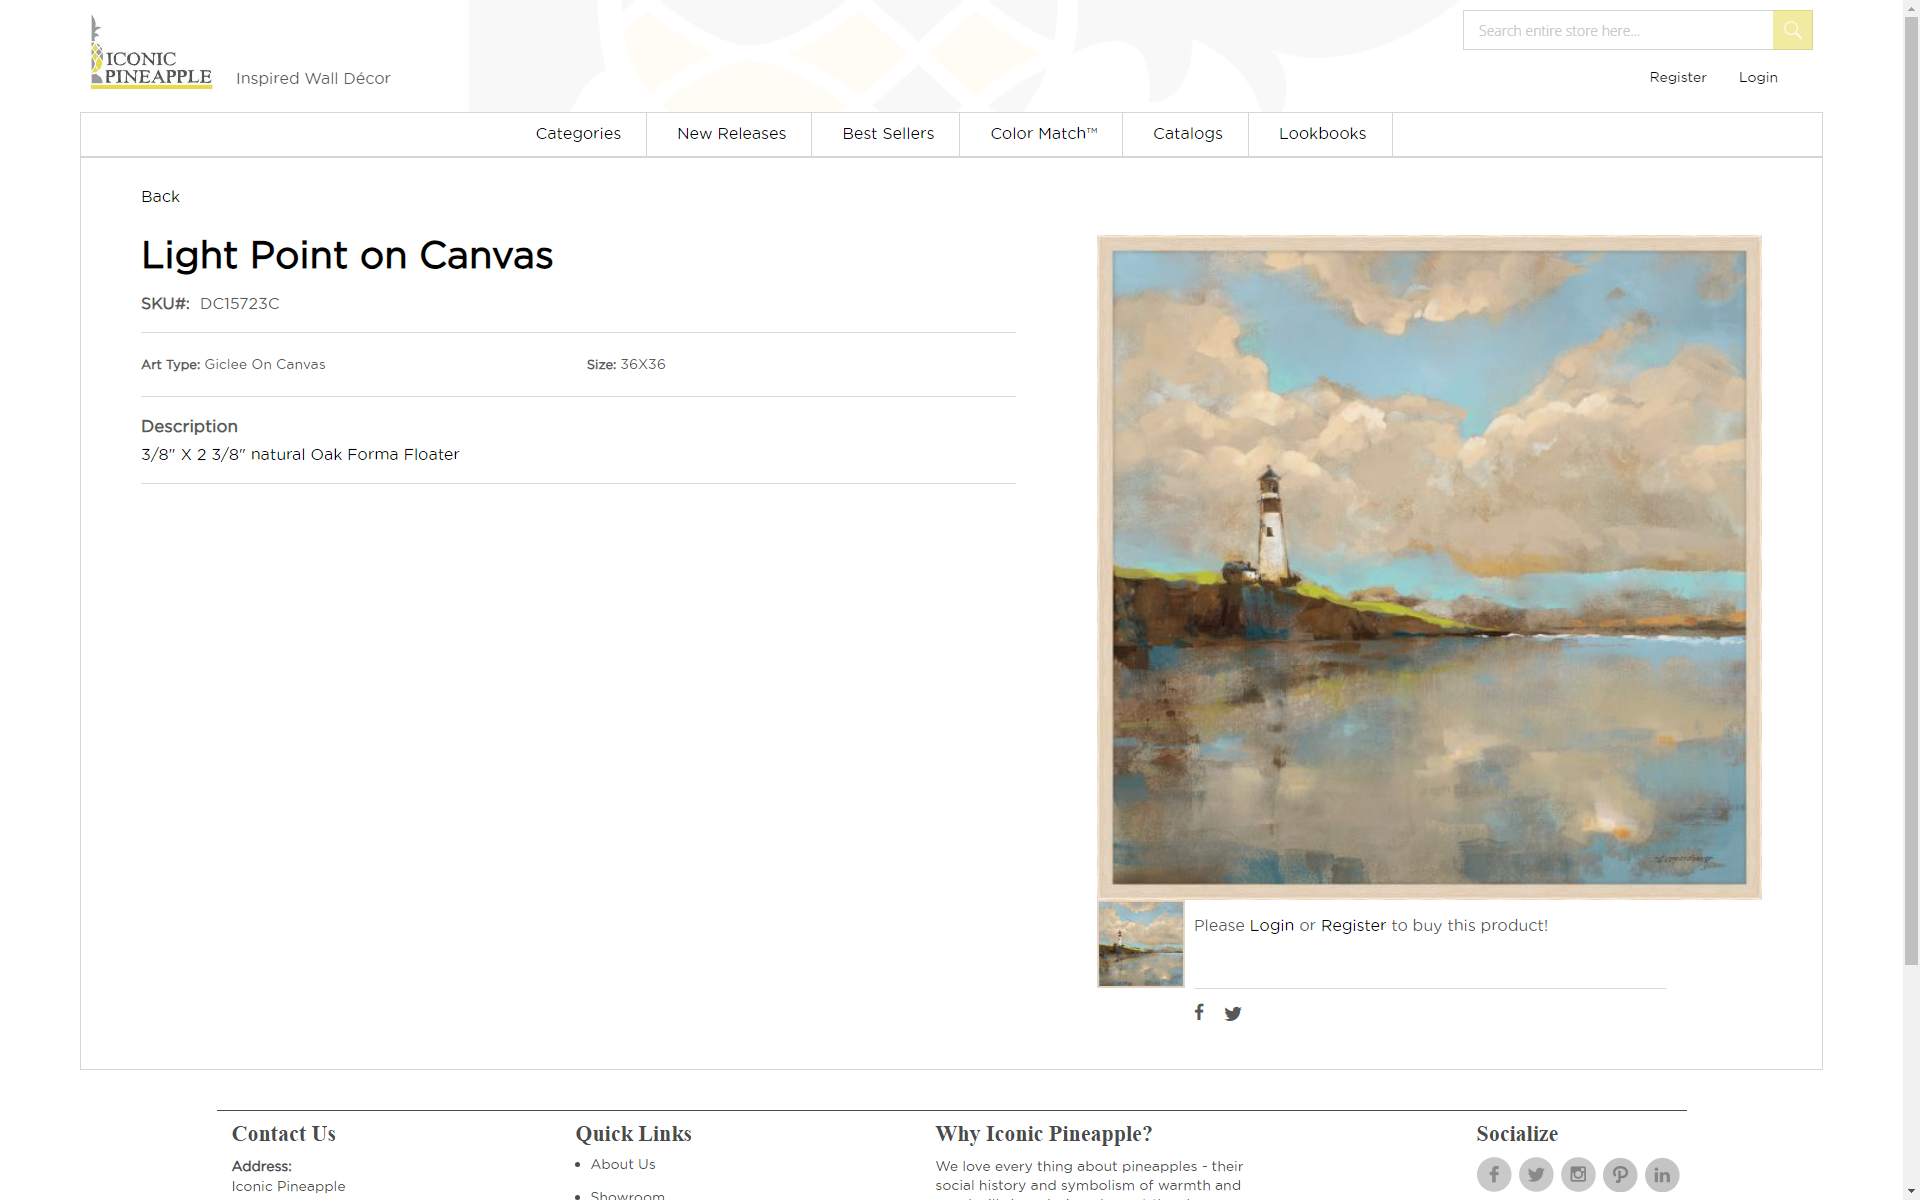 ICONIC
PINEAPPLE
Inspired Wall Décor
Search entire store here...
Register
Login
Categories
New Releases
Best Sellers
Color Match™
Catalogs
Lookbooks
Back
Light Point on Canvas
SKU#: DC15723C
Art Type: Giclee On Canvas
Size: 36X36
Description
3/8" X 2 3/8" natural Oak Forma Floater
Please Login or Register to buy this product!
Contact Us
Address:
Iconic Pineapple
Quick Links
About Us
Showroom
Why Iconic Pineapple?
We love every thing about pineapples - their
social history and symbolism of warmth and
Socialize